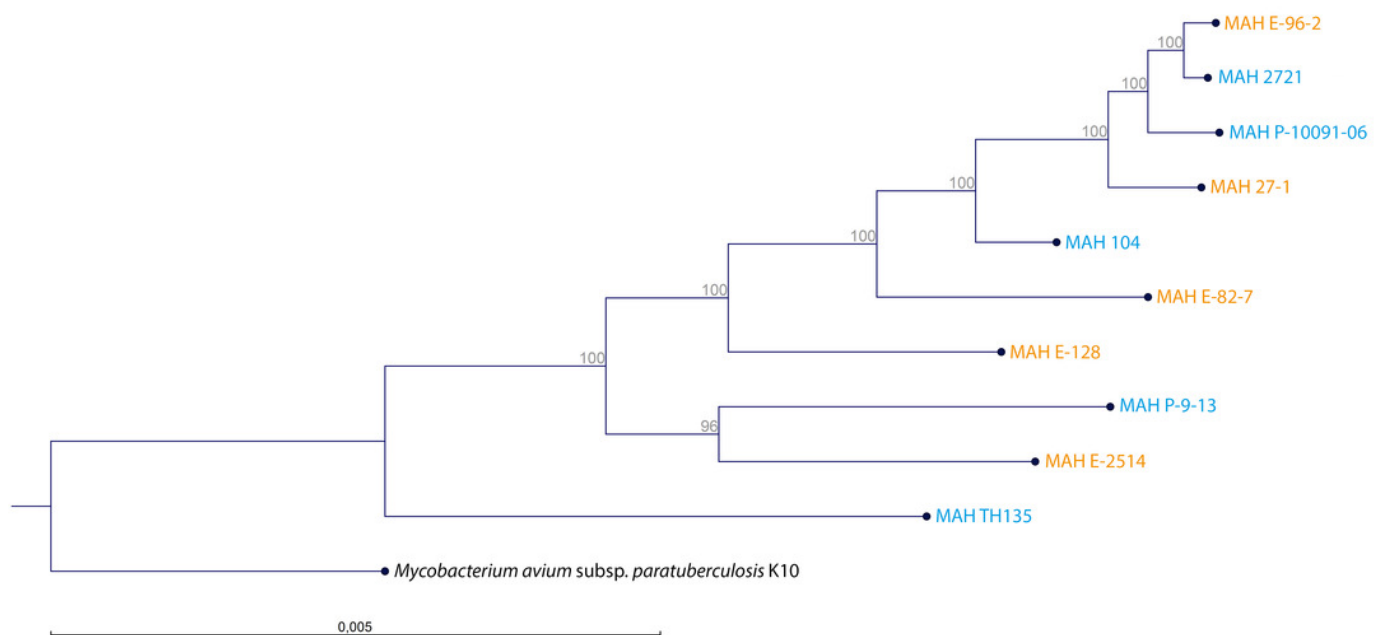 MAH E-96-2
100
MAH 2721
100
MAH P-10091-06
100
MAH 27-1
100
MAH 104
100
MAH E-82-7
100
MAH E-128
100
MAH P-9-13
96
MAH E-2514
MAH TH135
Mycobacterium avium subsp. paratuberculosis K10
0,005